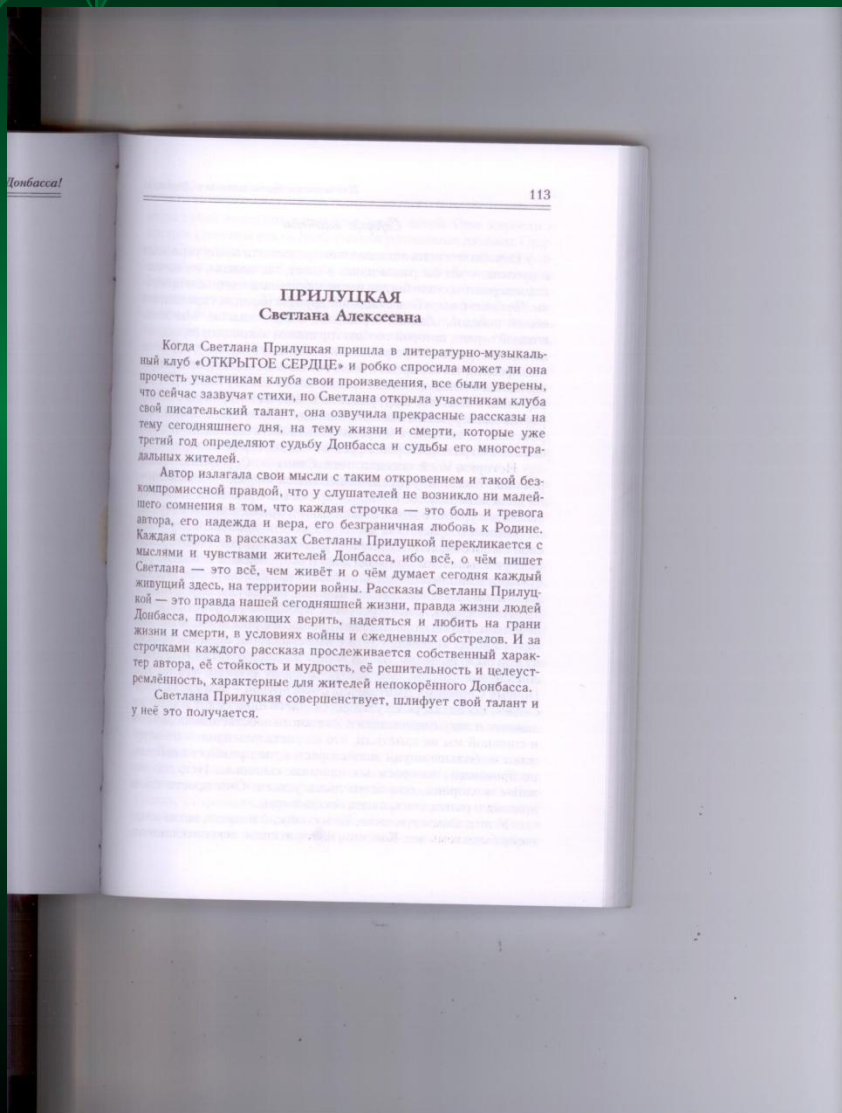 Донбасса!
113
ПРИЛУЦКАЯ
Светлана Алексеевна
Когда Светлана Прилуцкая пришла в литературно-музыкаль-
ный клуб «ОТКРЫТОЕ СЕРДЦЕ» и робко спросила может ли она
прочесть участникам клуба свои произведения, все были уверены,
что сейчас зазвучат стихи, но Светлана открыла участникам клуба
свой писательский талант, она озвучила прекрасные рассказы на
тему сегодняшнего дня, на тему жизни и смерти, которые уже
третий год определяют судьбу Донбасса и судьбы его многостра-
дальных жителей.
Автор излагала свои мысли с таким откровением и такой без-
компромиссной правдой, что у слушателей не возникло ни малей-
шего сомнения в том, что каждая строчка — это боль и тревога
автора, его надежда и вера, его безграничная любовь к Родине.
Каждая строка в рассказах Светланы Прилуцкой перекликается с
мыслями и чувствами жителей Донбасса, ибо всё, о чём пишет
Светлана — это всё, чем живёт и о чём думает сегодня каждый
живущий здесь, на территории войны. Рассказы Светланы Прилуц-
кой — это правда нашей сегодняшней жизни, правда жизни людей
Донбасса, продолжающих верить, надеяться и любить на грани
жизни и смерти, в условиях войны и ежедневных обстрелов. И за
строчками каждого рассказа прослеживается собственный харак-
тер автора, её стойкость и мудрость, её решительность и целеуст-
ремлённость, характерные для жителей непокорённого Донбасса.
Светлана Прилуцкая совершенствует, шлифует свой талант и
у неё это получается.